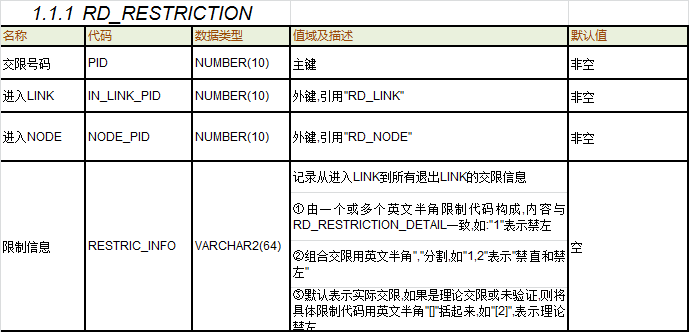 1.1.1 RD_RESTRICTION
名称 代码 数据类型 值域及描述 默认值
交限号码 PID NUMBER(10) 主键 非空
进入LINK IN_LINK_PID NUMBER(10) 外键,引用"RD_LINK" 非空
进入NODE NODE_PID NUMBER(10) 外键,引用"RD_NODE" 非空
限制信息 RESTRIC_INFO VARCHAR2(64) 空
记录从进入LINK到所有退出LINK的交限信息
①由一个或多个英文半角限制代码构成,内容与
RD_RESTRICTION_DETAIL一致,如:"1"表示禁左
②组合交限用英文半角","分割,如"1,2"表示"禁直和禁
左"
③默认表示实际交限,如果是理论交限或未验证,则将
具体限制代码用英文半角"[]"括起来,如"[2]",表示理论
禁左